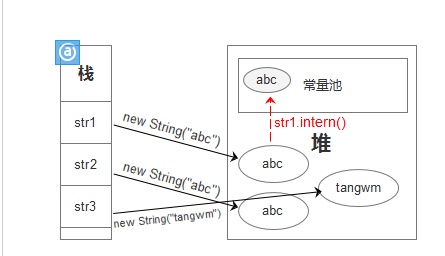 @
栈
str1
str2
str3
new String("abc")
new String("abc")
new String("tangwm")
abc
常量池
str1.intern()
堆
abc
tangwm
abc